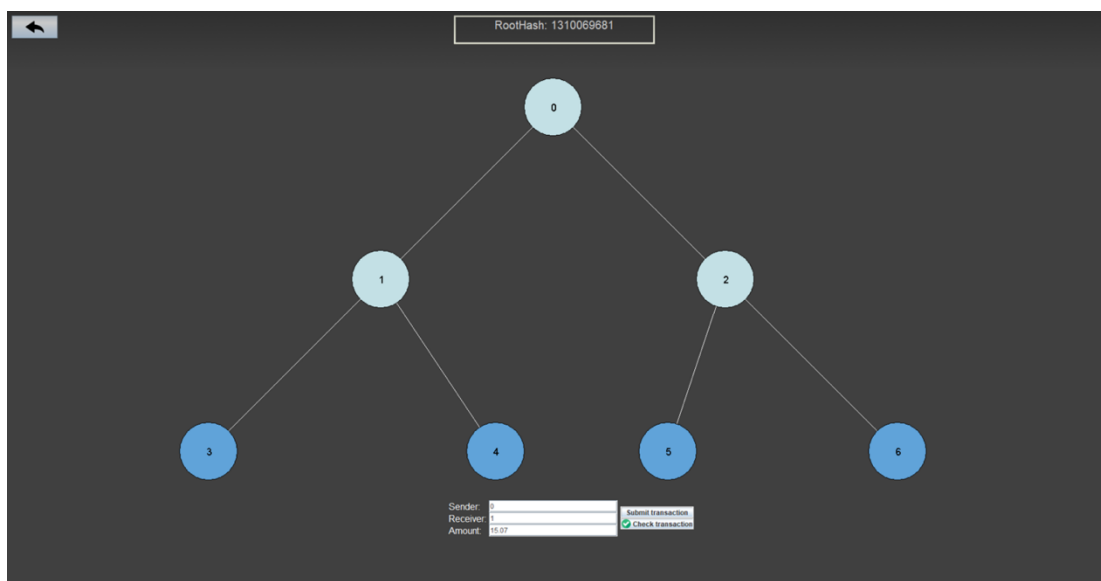 RootHash: 1310069681
0
1
2
3
4
5
6
Sender: 0
Receiver: 1
Amount: 15.07
Submit transaction
Check transaction